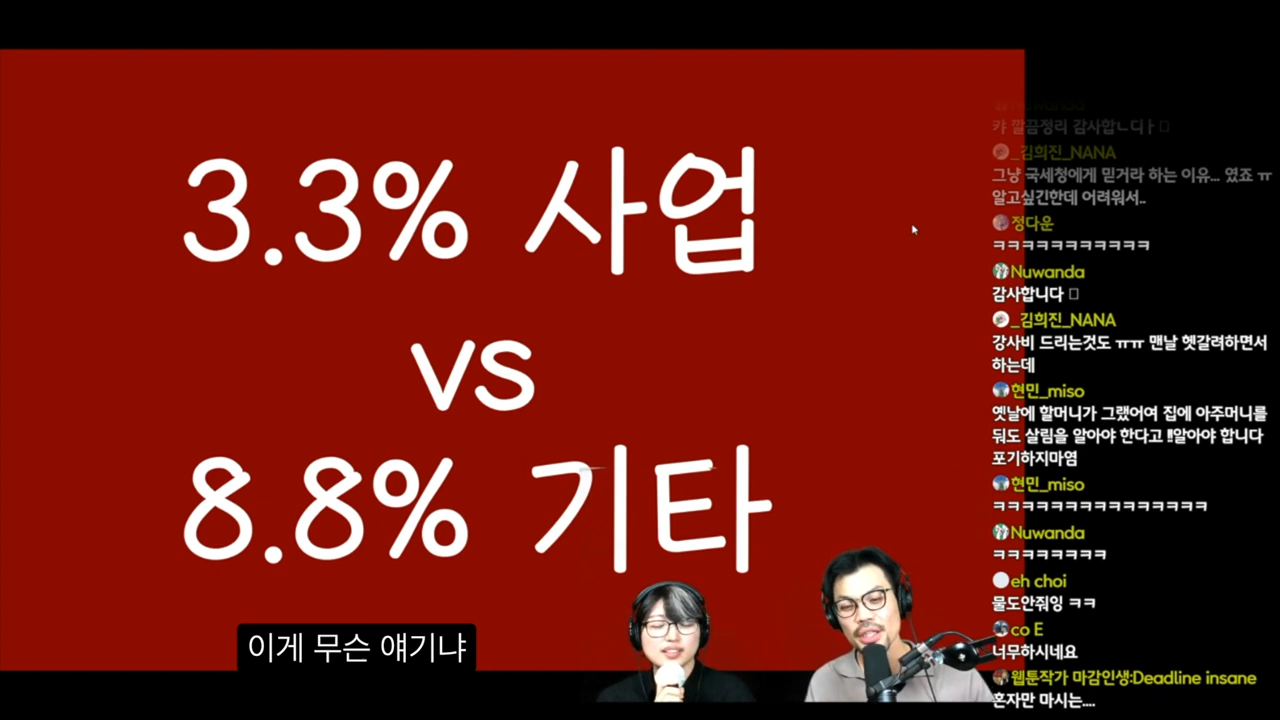 3.3% 사업
vs
8.8% 기타
이게 무슨 얘기냐
캬 깔끔정리 감사합ㄴ디ㅏ
_김희진_NANA
그냥 국세청에게 믿거라 하는 이유... 였죠 ㅠ
알고싶긴한데 어려워서..
정다운
ㅋㅋㅋㅋㅋㅋㅋㅋㅋㅋㅋ
Nuwanda
감사합니다
_김희진_NANA
강사비 드리는것도 ㅠㅠ 맨날 헷갈려하면서
하는데
현민_miso
옛날에 할머니가 그랬어여 집에 아주머니를
둬도 살림을 알아야 한다고 !!알아야 합니다
포기하지마염
현민_miso
ㅋㅋㅋㅋㅋㅋㅋㅋㅋㅋㅋㅋㅋㅋㅋ
Nuwanda
ㅋㅋㅋㅋㅋㅋㅋㅋ
eh choi
물도안줘잉 ㅋㅋ
co E
너무하시네요
웹툰작가 마감인생:Deadline insane
혼자만 마시는....